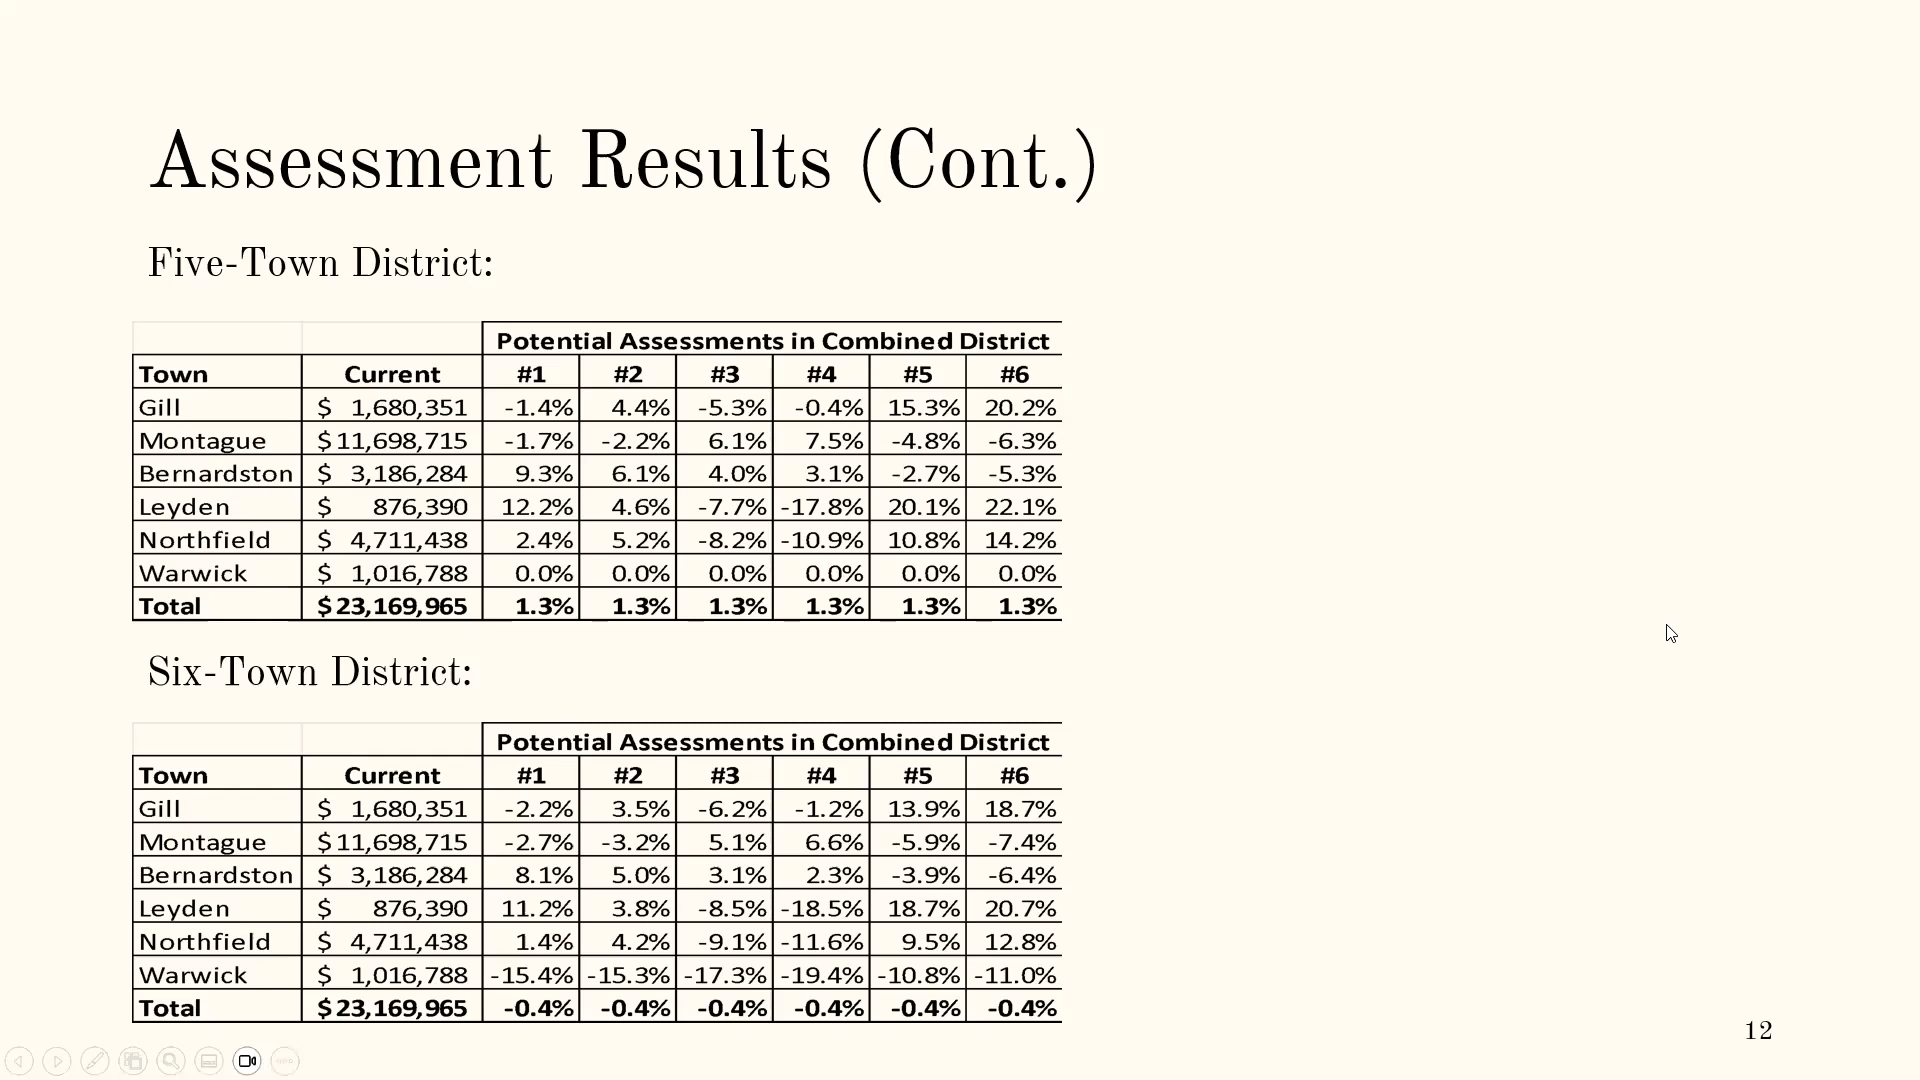 Assessment Results (Cont.)
Five-Town District:
Potential Assessments in Combined District
Town Current #1 #2 #3 #4 #5 #6
Gill $ 1,680,351 -1.4% 4.4% -5.3% -0.4% 15.3% 20.2%
Montague $11,698,715 -1.7% -2.2% 6.1% 7.5% -4.8% -6.3%
Bernardston $ 3,186,284 9.3% 6.1% 4.0% 3.1% -2.7% -5.3%
Leyden $ 876,390 12.2% 4.6% -7.7% -17.8% 20.1% 22.1%
Northfield $ 4,711,438 2.4% 5.2% -8.2% -10.9% 10.8% 14.2%
Warwick $ 1,016,788 0.0% 0.0% 0.0% 0.0% 0.0% 0.0%
Total $23,169,965 1.3% 1.3% 1.3% 1.3% 1.3% 1.3%
Six-Town District:
Potential Assessments in Combined District
Town Current #1 #2 #3 #4 #5 #6
Gill $ 1,680,351 -2.2% 3.5% -6.2% -1.2% 13.9% 18.7%
Montague $11,698,715 -2.7% -3.2% 5.1% 6.6% -5.9% -7.4%
Bernardston $ 3,186,284 8.1% 5.0% 3.1% 2.3% -3.9% -6.4%
Leyden $ 876,390 11.2% 3.8% -8.5% -18.5% 18.7% 20.7%
Northfield $ 4,711,438 1.4% 4.2% -9.1% -11.6% 9.5% 12.8%
Warwick $ 1,016,788 -15.4% -15.3% -17.3% -19.4% -10.8% -11.0%
Total $23,169,965 -0.4% -0.4% -0.4% -0.4% -0.4% -0.4%
12